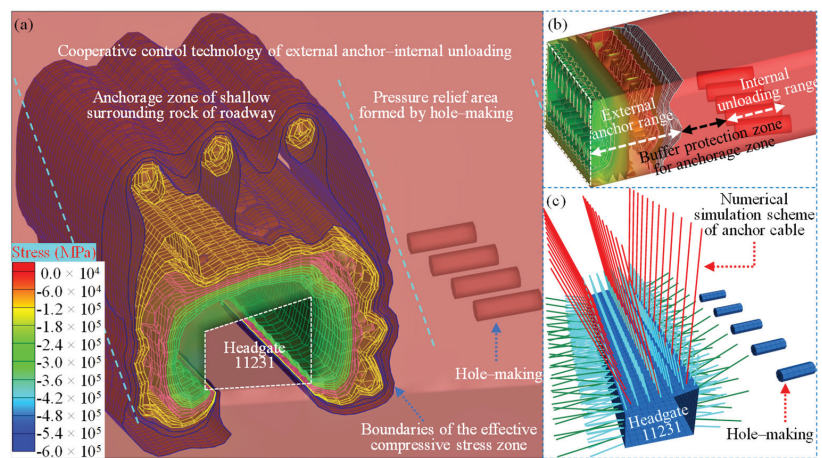 (a)
Cooperative control technology of external anchor–internal unloading
Anchorage zone of shallow
surrounding rock of roadway
Pressure relief area
formed by hole–making
Stress (MPa)
0.0 × 10⁴
-6.0 × 10⁴
-1.2 × 10⁵
-1.8 × 10⁵
-2.4 × 10⁵
-3.0 × 10⁵
-3.6 × 10⁵
-4.2 × 10⁵
-4.8 × 10⁵
-5.4 × 10⁵
-6.0 × 10⁵
Headgate
11231
Hole–making
Boundaries of the effective
compressive stress zone
(b)
External
anchor range
Internal
unloading range
Buffer protection zone
for anchorage zone
(c)
Numerical
simulation scheme
of anchor cable
Headgate
11231
Hole–making